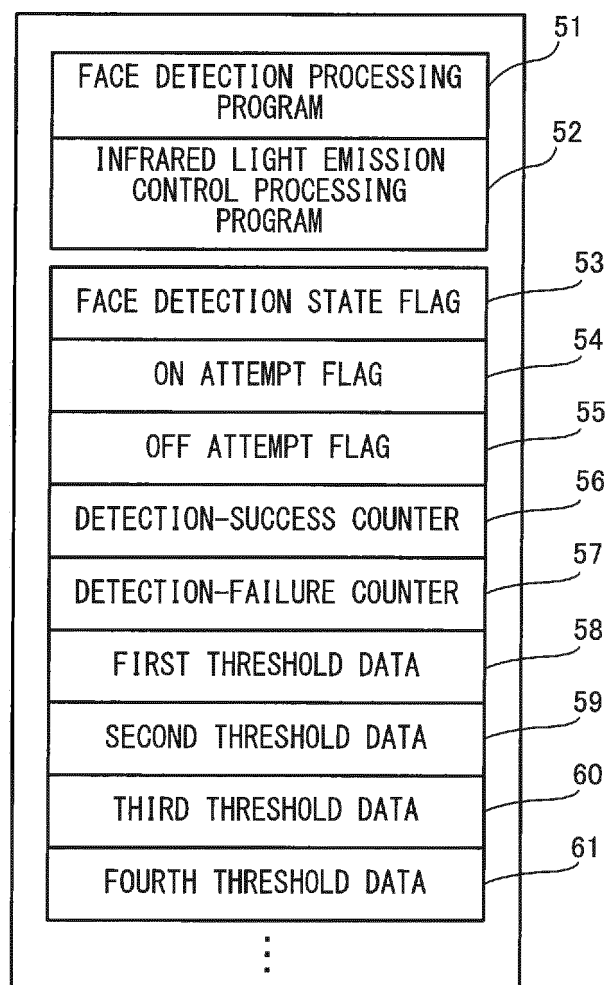 51
FACE DETECTION PROCESSING
PROGRAM
52
INFRARED LIGHT EMISSION
CONTROL PROCESSING
PROGRAM
53
FACE DETECTION STATE FLAG
54
ON ATTEMPT FLAG
55
OFF ATTEMPT FLAG
56
DETECTION-SUCCESS COUNTER
57
DETECTION-FAILURE COUNTER
58
FIRST THRESHOLD DATA
59
SECOND THRESHOLD DATA
60
THIRD THRESHOLD DATA
61
FOURTH THRESHOLD DATA